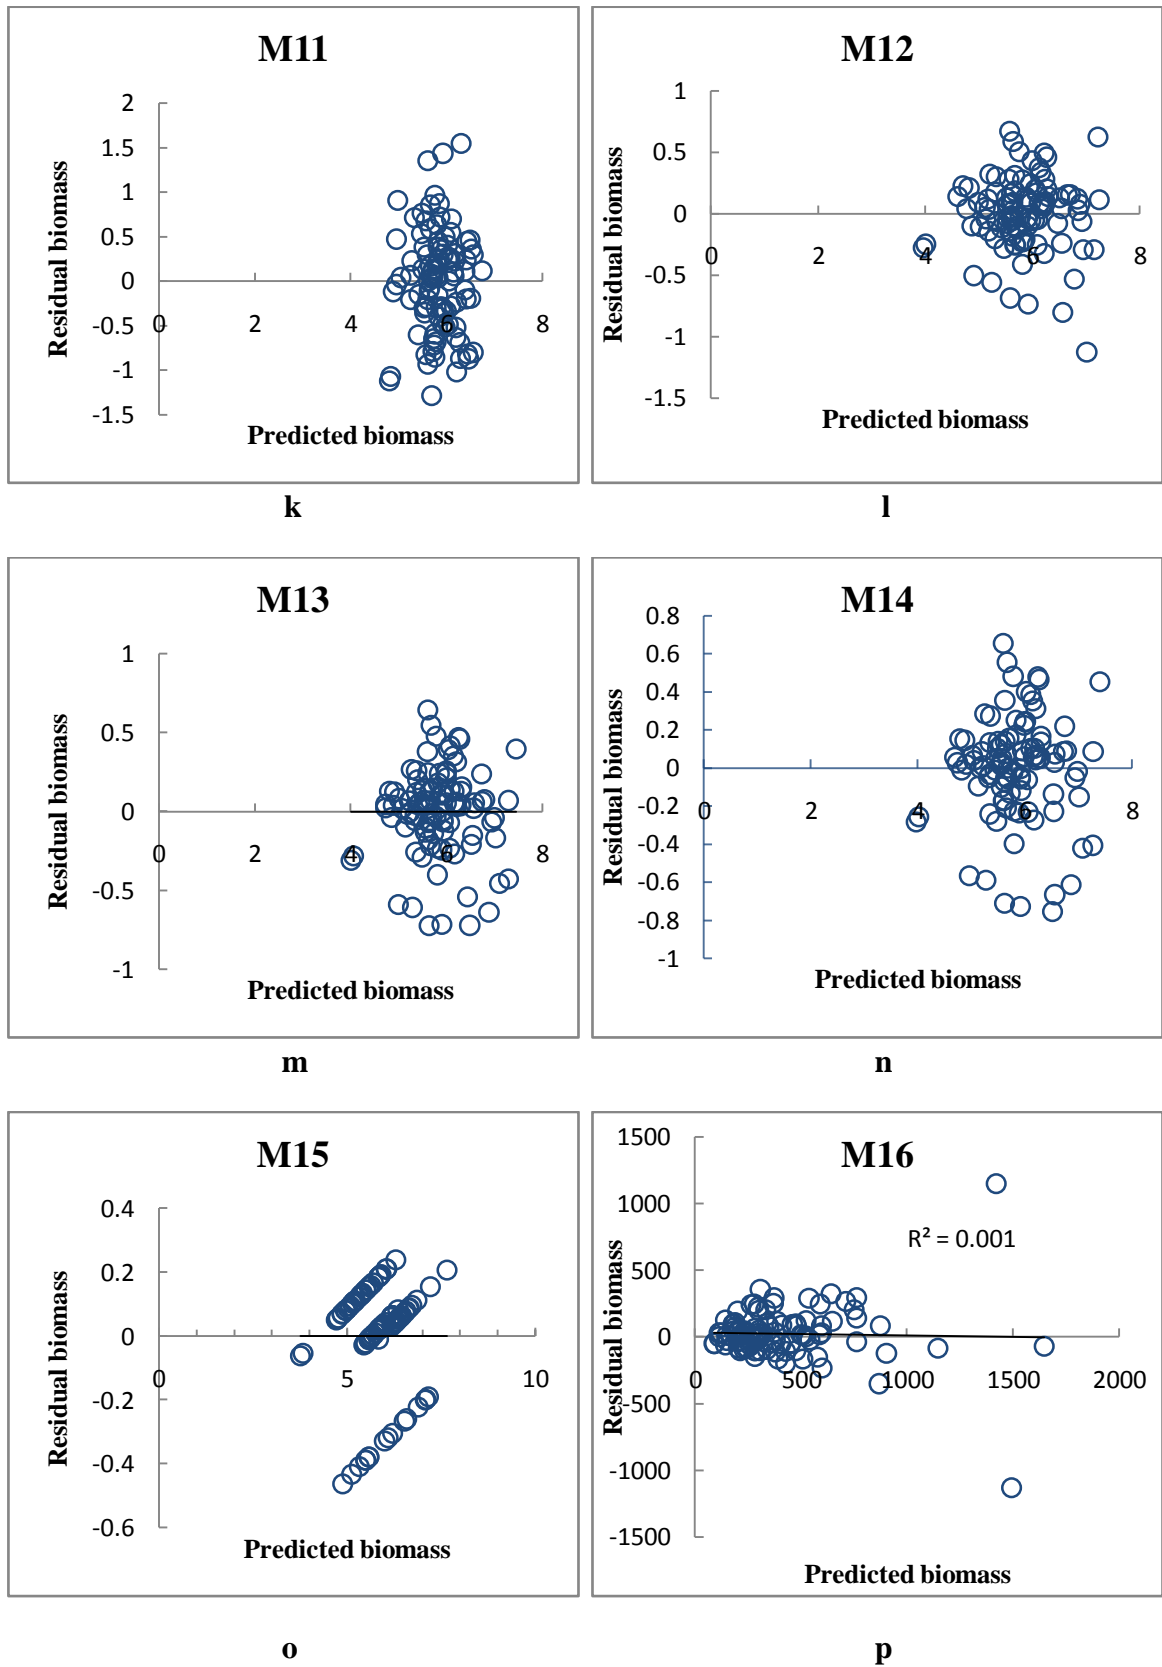 M11
2
1.5
1
0.5
0
-0.5
-1
-1.5
0 2 4 6 8
Residual biomass
Predicted biomass
k
M12
1
0.5
0
-0.5
-1
-1.5
0 2 4 6 8
Residual biomass
Predicted biomass
l
M13
1
0.5
0
-0.5
-1
0 2 4 6 8
Residual biomass
Predicted biomass
m
M14
0.8
0.6
0.4
0.2
0
-0.2
-0.4
-0.6
-0.8
-1
0 2 4 6 8
Residual biomass
Predicted biomass
n
M15
0.4
0.2
0
-0.2
-0.4
-0.6
0 5 10
Residual biomass
Predicted biomass
o
M16
1500
1000
500
0
-500
-1000
-1500
0 500 1000 1500 2000
R² = 0.001
Residual biomass
Predicted biomass
p